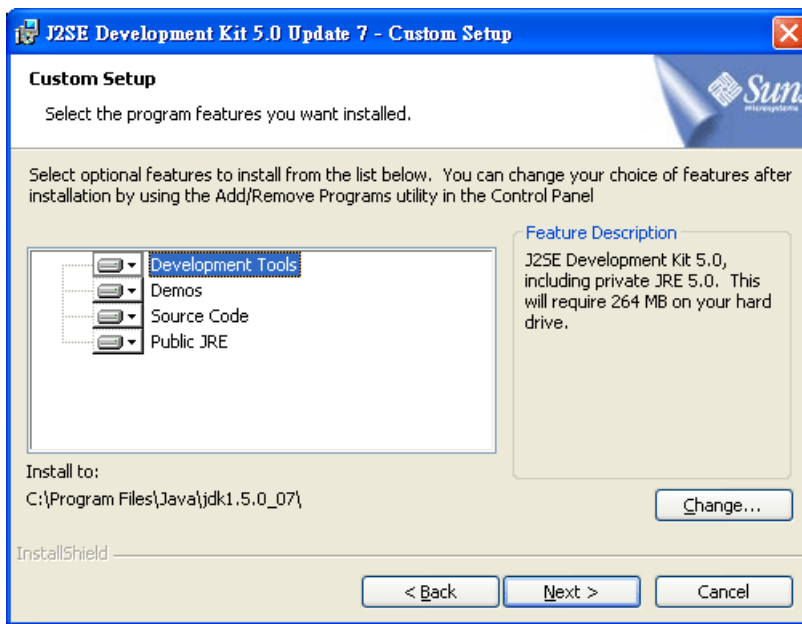 J2SE Development Kit 5.0 Update 7 - Custom Setup
Custom Setup
Select the program features you want installed.
Sun
microsystems
Select optional features to install from the list below.  You can change your choice of features after
installation by using the Add/Remove Programs utility in the Control Panel
Development Tools
Demos
Source Code
Public JRE
Feature Description
J2SE Development Kit 5.0,
including private JRE 5.0.  This
will require 264 MB on your hard
drive.
Install to:
C:\Program Files\Java\jdk1.5.0_07\
Change...
InstallShield
< Back
Next >
Cancel